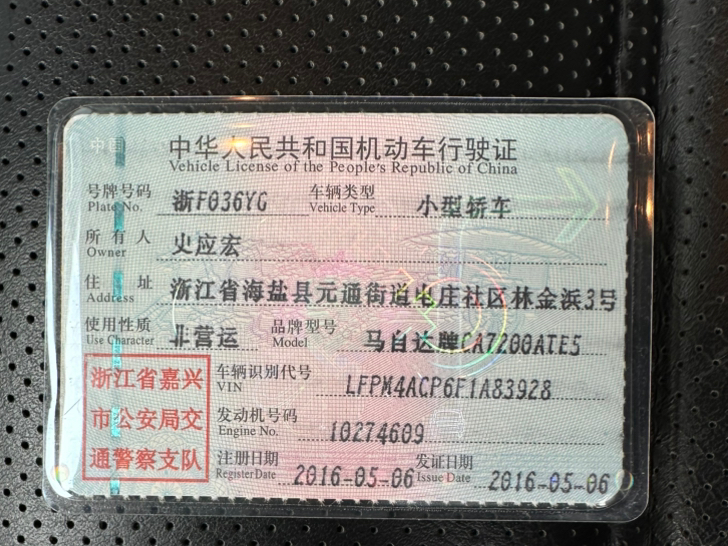 中国
中华人民共和国机动车行驶证
Vehicle License of the People's Republic of China
号牌号码 浙F036YG 车辆类型 小型轿车
Plate No. Vehicle Type
所有人 史应宏
Owner
住址 浙江省海盐县元通街道电庄社区林金浜3号
Address
使用性质 非营运 品牌型号 马自达牌CA7200ATE5
Use Character Model
浙江省嘉兴
市公安局交
通警察支队
车辆识别代号 LFPM4ACP6F1A83928
VIN
发动机号码 10274609
Engine No.
注册日期 2016-05-06 发证日期 2016-05-06
Register Date Issue Date